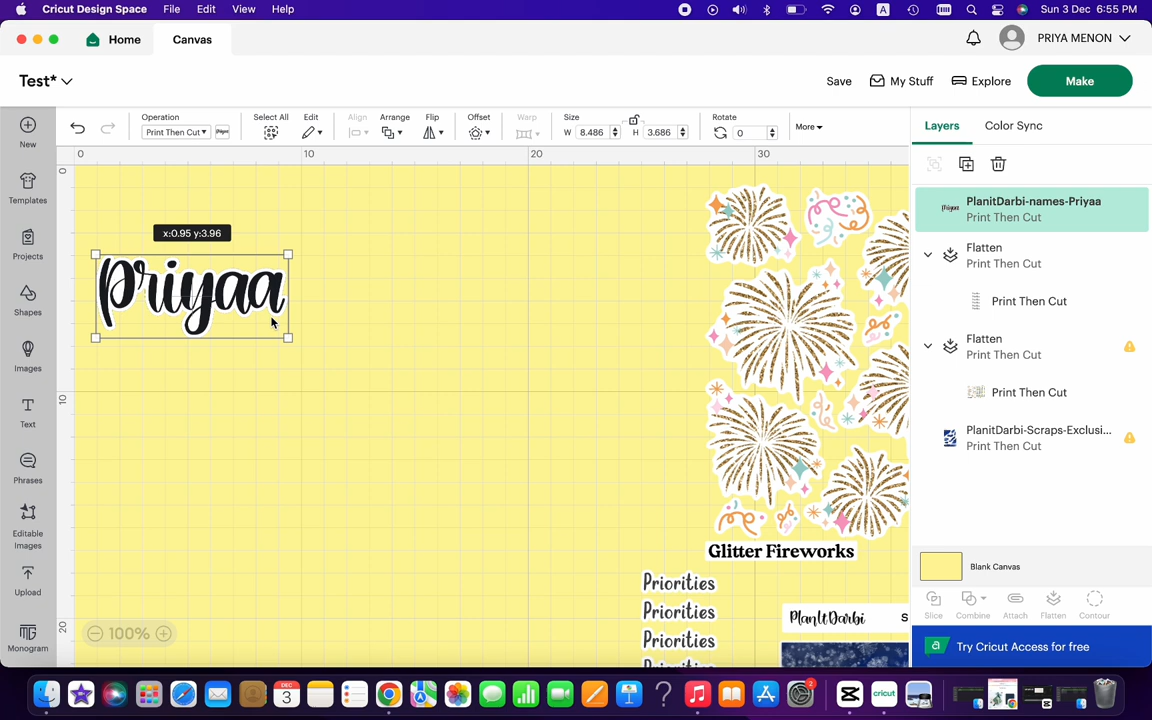 Cricut Design Space File Edit View Help A Sun 3 Dec 6:55 PM
Home Canvas PRIYA MENON
Test* Save My Stuff Explore Make
Operation Select All Edit Align Arrange Flip Offset Warp Size Rotate
Print Then Cut W 8.486 H 3.686 0 More
New
Templates
Projects
Shapes
Images
Text
Phrases
Editable
Images
Upload
Monogram
0 10 20 30
0
10
20
x:0.95 y:3.96
priyaa
Glitter Fireworks
Priorities
Priorities
Priorities
PlanItDarbi S
100%
Layers Color Sync
PlanitDarbi-names-Priyaa
Print Then Cut
Flatten
Print Then Cut
Print Then Cut
Flatten
Print Then Cut
Print Then Cut
PlanitDarbi-Scraps-Exclusi...
Print Then Cut
Blank Canvas
Slice Combine Attach Flatten Contour
a Try Cricut Access for free
DEC
3
cricut
2